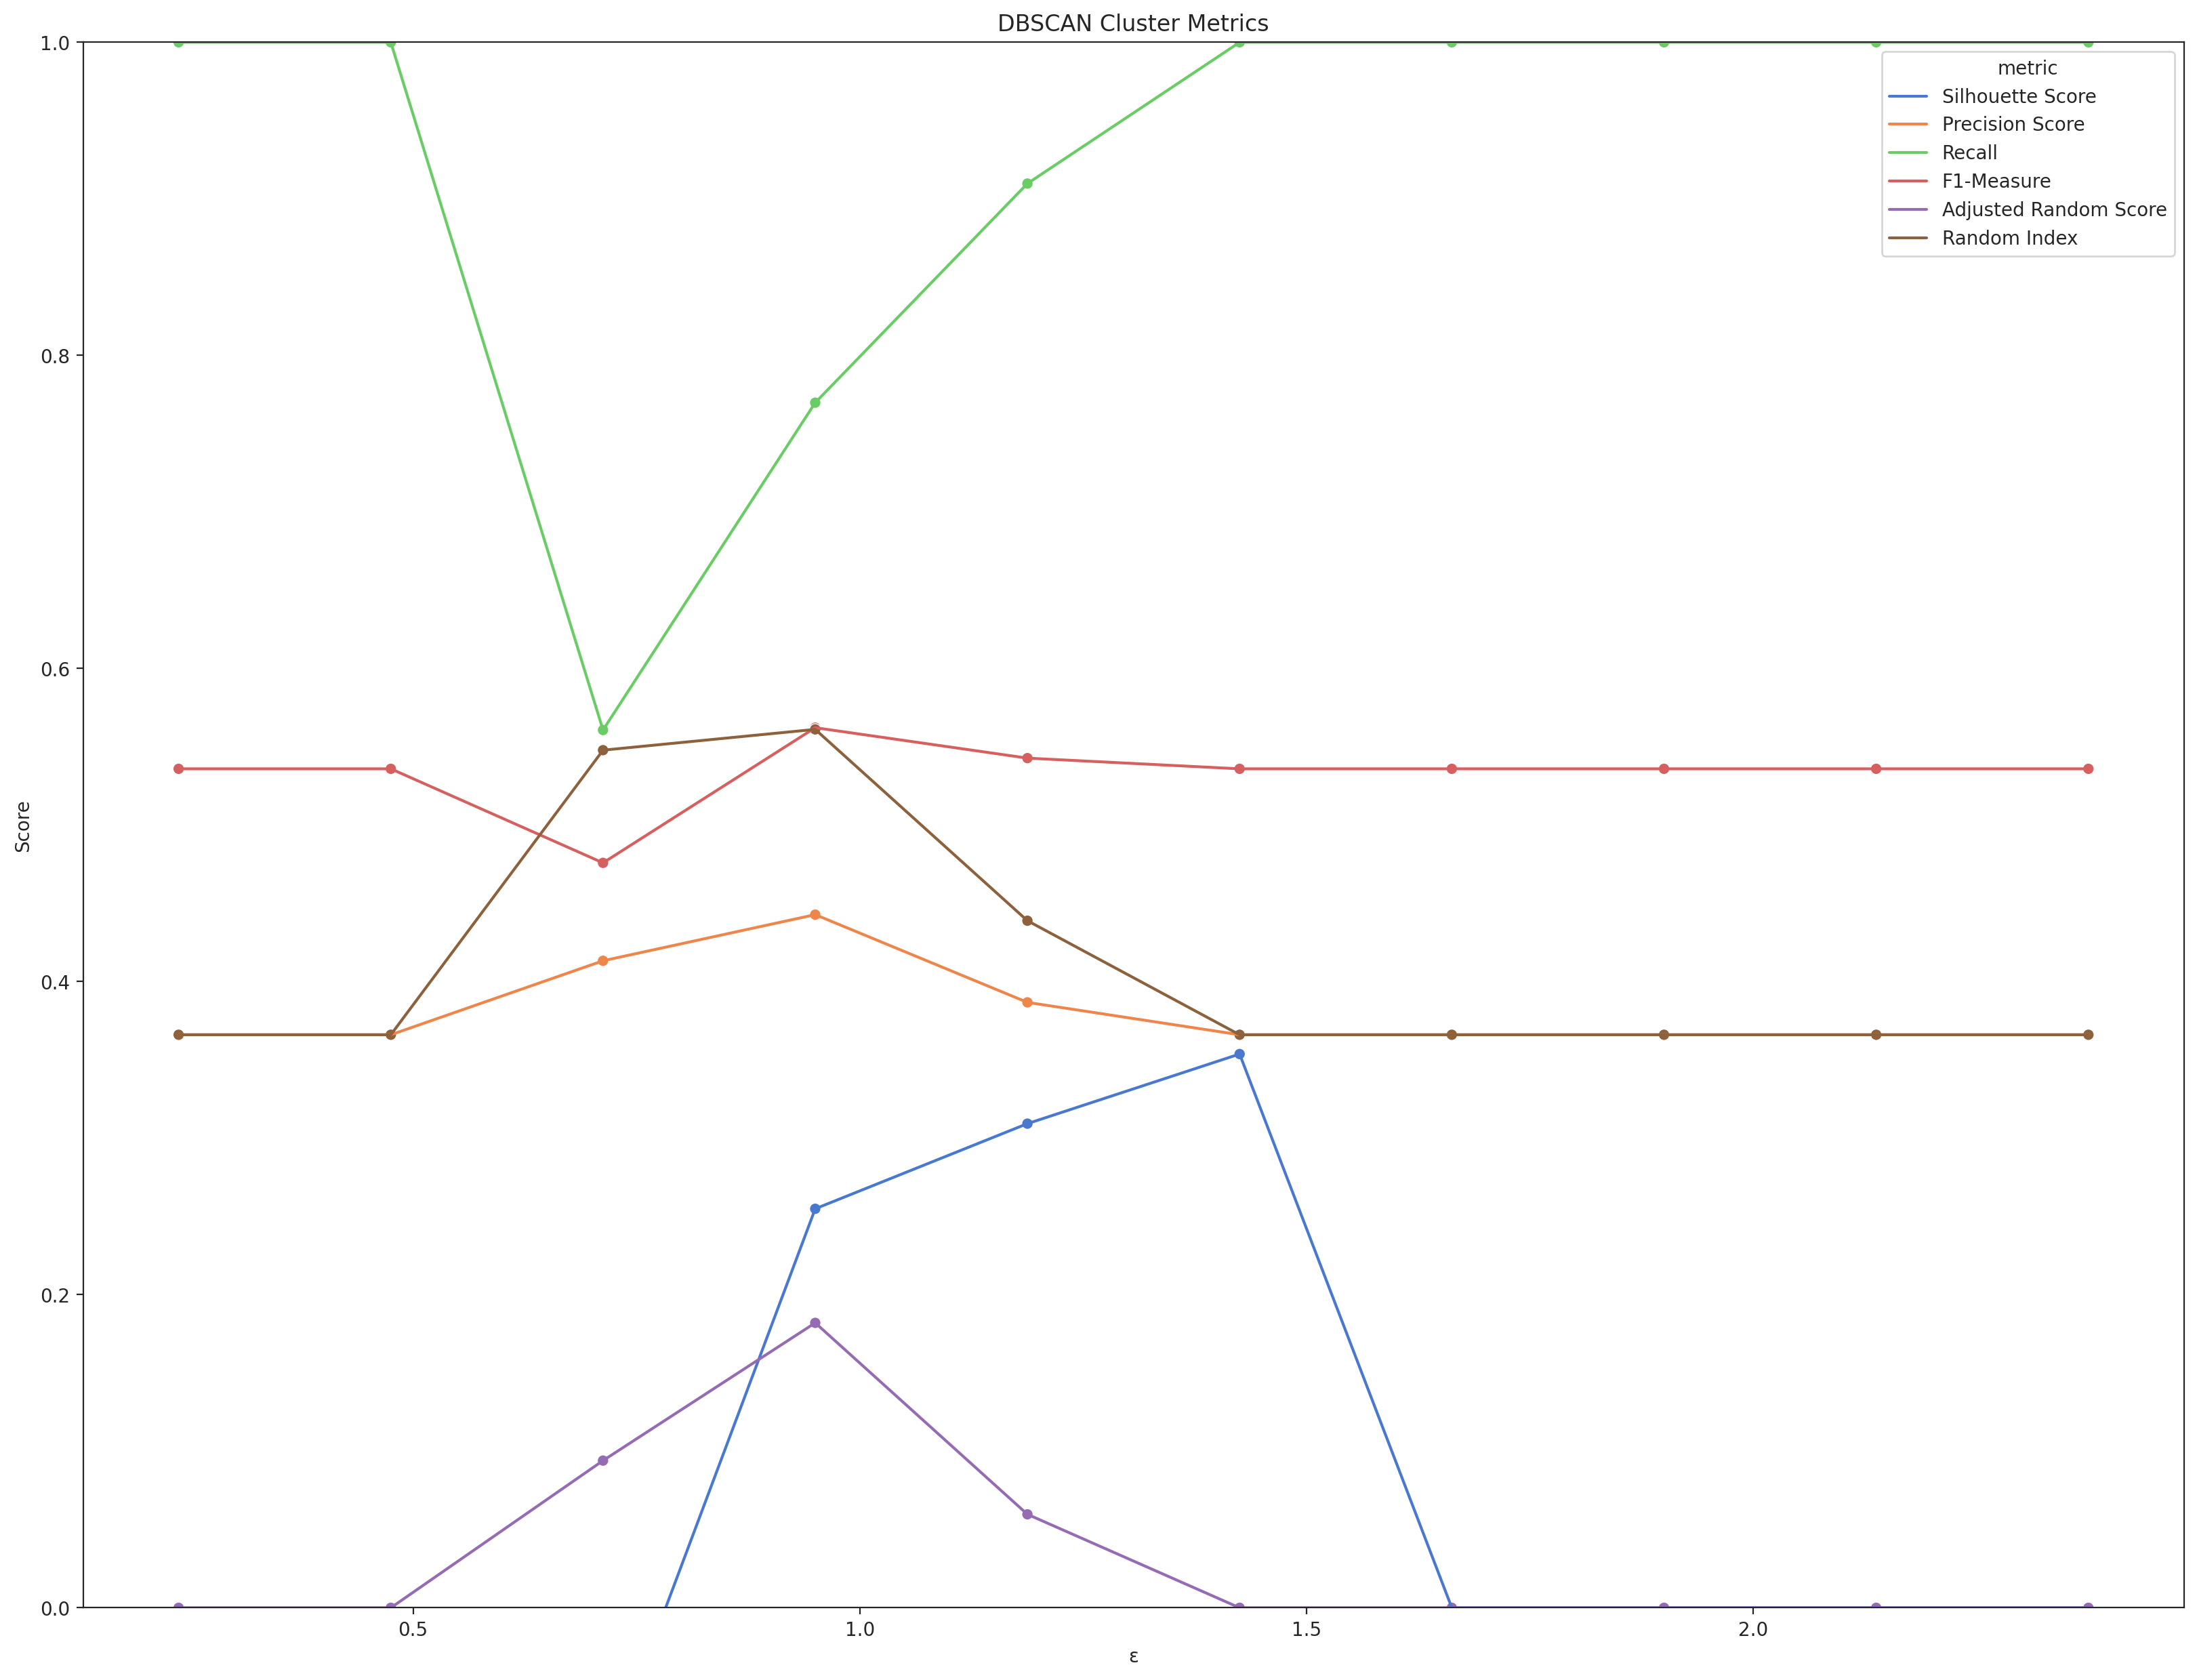 DBSCAN Cluster Metrics
1.0
0.8
0.6
0.4
0.2
0.0
Score
metric
Silhouette Score
Precision Score
Recall
F1-Measure
Adjusted Random Score
Random Index
0.5
1.0
1.5
2.0
ε